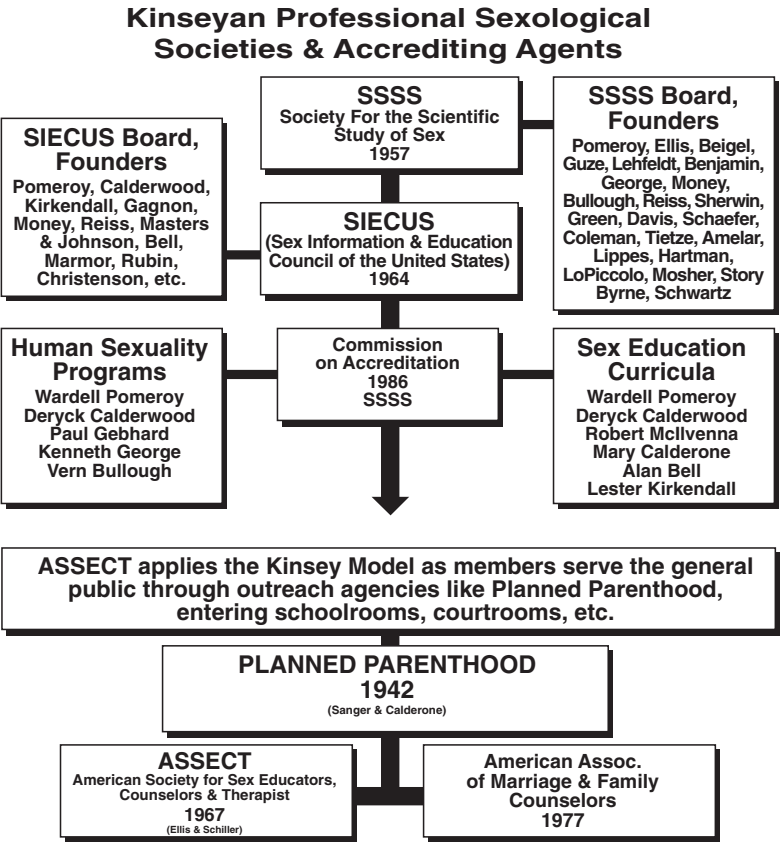 Kinseyan Professional Sexological
Societies & Accrediting Agents
SSSS
Society For the Scientific
Study of Sex
1957
SSSS Board,
Founders
Pomeroy, Ellis, Beigel,
Guze, Lehfeldt, Benjamin,
George, Money,
Bullough, Reiss, Sherwin,
Green, Davis, Schaefer,
Coleman, Tietze, Amelar,
Lippes, Hartman,
LoPiccolo, Mosher, Story
Byrne, Schwartz
SIECUS Board,
Founders
Pomeroy, Calderwood,
Kirkendall, Gagnon,
Money, Reiss, Masters
& Johnson, Bell,
Marmor, Rubin,
Christenson, etc.
SIECUS
(Sex Information & Education
Council of the United States)
1964
Human Sexuality
Programs
Wardell Pomeroy
Deryck Calderwood
Paul Gebhard
Kenneth George
Vern Bullough
Commission
on Accreditation
1986
SSSS
Sex Education
Curricula
Wardell Pomeroy
Deryck Calderwood
Robert McIlvenna
Mary Calderone
Alan Bell
Lester Kirkendall
ASSECT applies the Kinsey Model as members serve the general
public through outreach agencies like Planned Parenthood,
entering schoolrooms, courtrooms, etc.
PLANNED PARENTHOOD
1942
(Sanger & Calderone)
ASSECT
American Society for Sex Educators,
Counselors & Therapist
1967
(Ellis & Schiller)
American Assoc.
of Marriage & Family
Counselors
1977